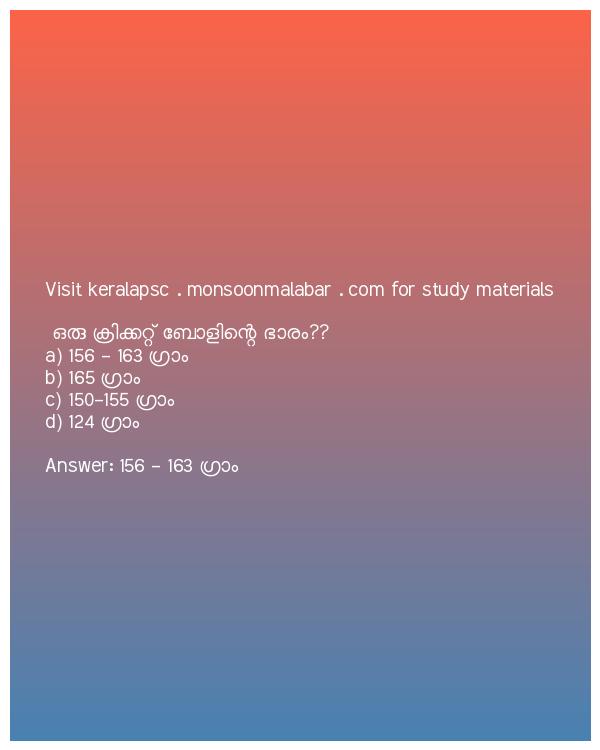 Visit keralapsc . monsoonmalabar . com for study materials
ഒരു ക്രിക്കറ്റ് ബോളിന്റെ ഭാരം??
a) 156 - 163 ഗ്രാം
b) 165 ഗ്രാം
c) 150-155 ഗ്രാം
d) 124 ഗ്രാം
Answer: 156 - 163 ഗ്രാം